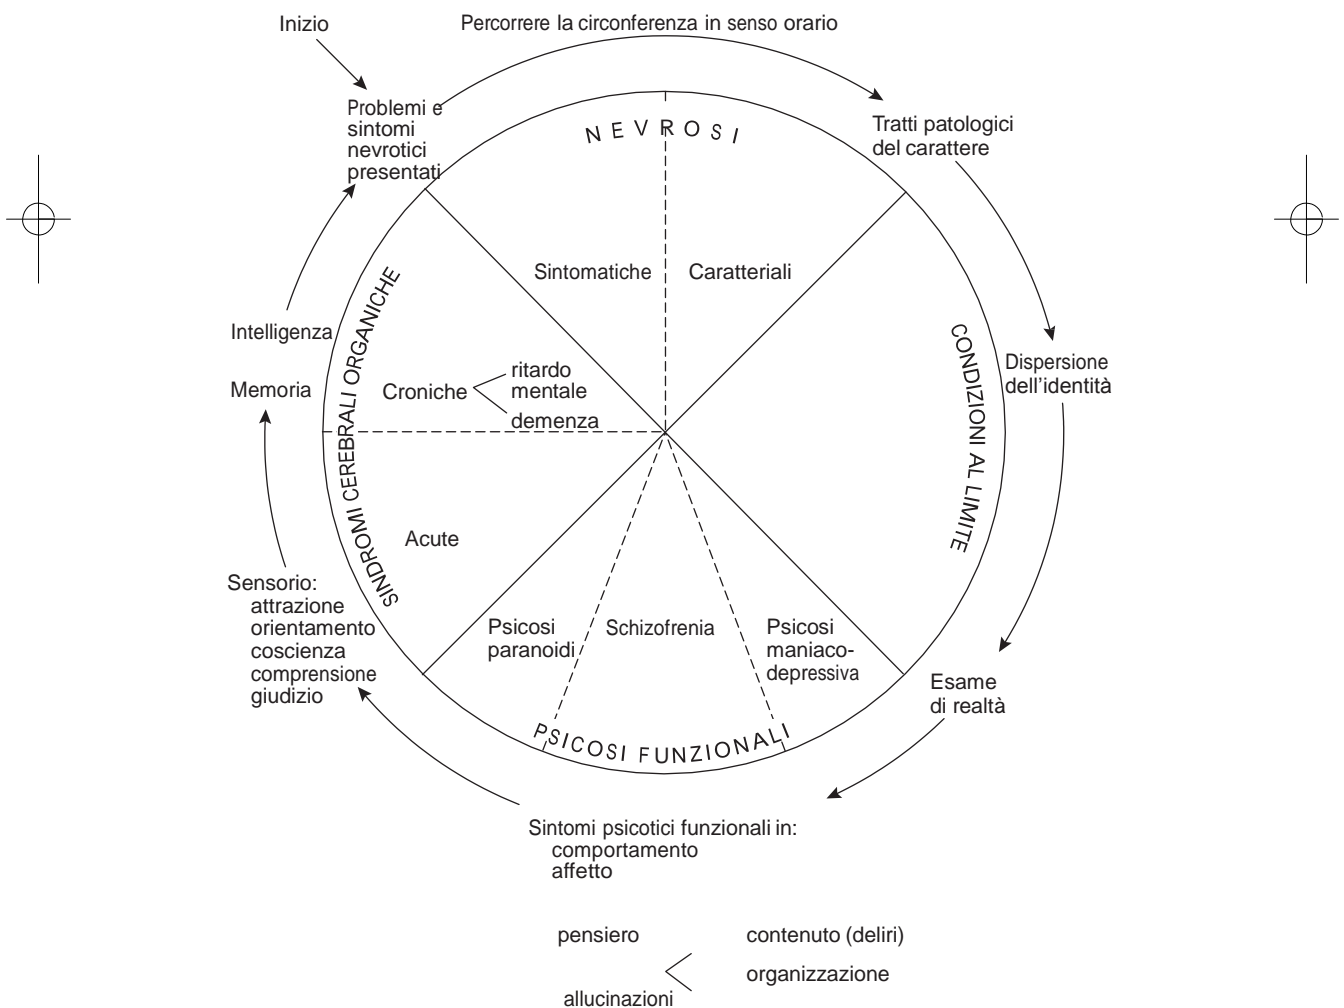 Inizio
Percorrere la circonferenza in senso orario
Problemi e
sintomi
nevrotici
presentati
NEVROSI
Tratti patologici
del carattere
Sintomatiche
Caratteriali
SINDROMI CEREBRALI ORGANICHE
CONDIZIONI AL LIMITE
Intelligenza
Memoria
Croniche
ritardo
mentale
demenza
Dispersione
dell'identità
Acute
Sensorio:
attrazione
orientamento
coscienza
comprensione
giudizio
Psicosi
paranoidi
Schizofrenia
Psicosi
maniaco-
depressiva
Esame
di realtà
PSICOSI FUNZIONALI
Sintomi psicotici funzionali in:
comportamento
affetto
pensiero
contenuto (deliri)
organizzazione
allucinazioni